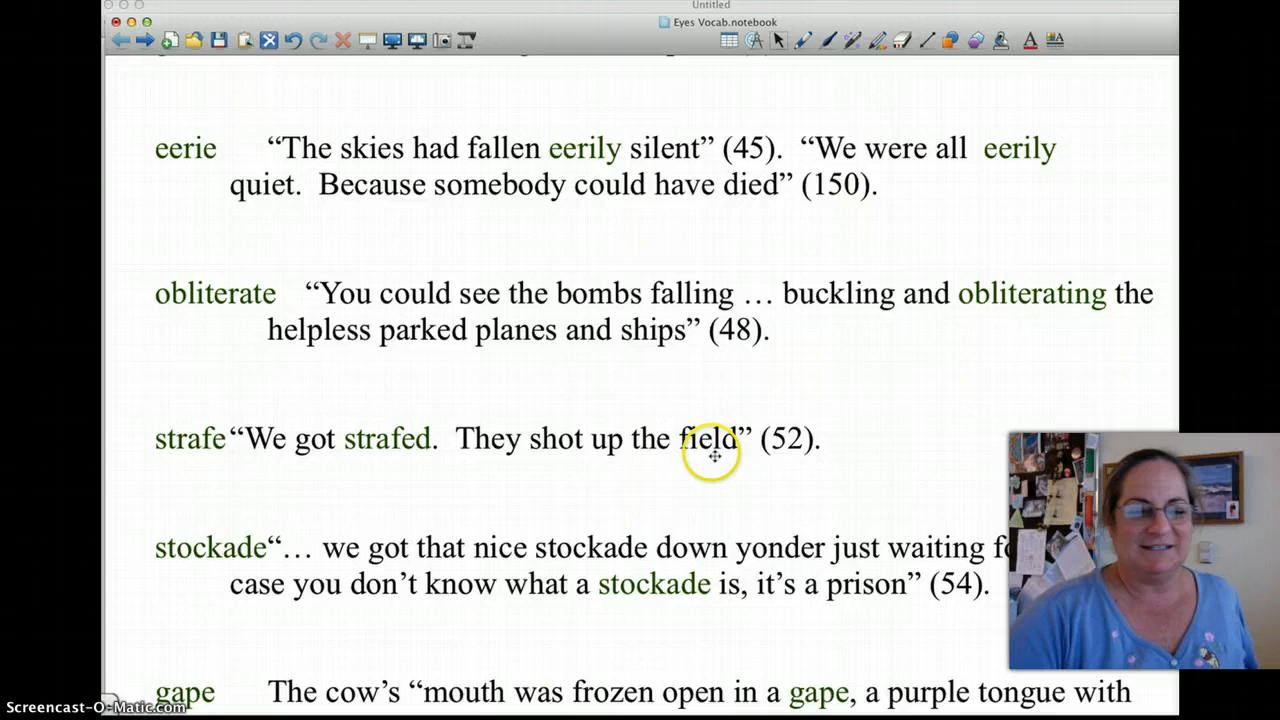 Untitled
Eyes Vocab.notebook
eerie “The skies had fallen eerily silent” (45). “We were all eerily
quiet. Because somebody could have died” (150).
obliterate “You could see the bombs falling … buckling and obliterating the
helpless parked planes and ships” (48).
strafe “We got strafed. They shot up the field” (52).
stockade “… we got that nice stockade down yonder just waiting
case you don’t know what a stockade is, it’s a prison” (54).
gape The cow’s “mouth was frozen open in a gape, a purple tongue with
Screencast-O-Matic.com